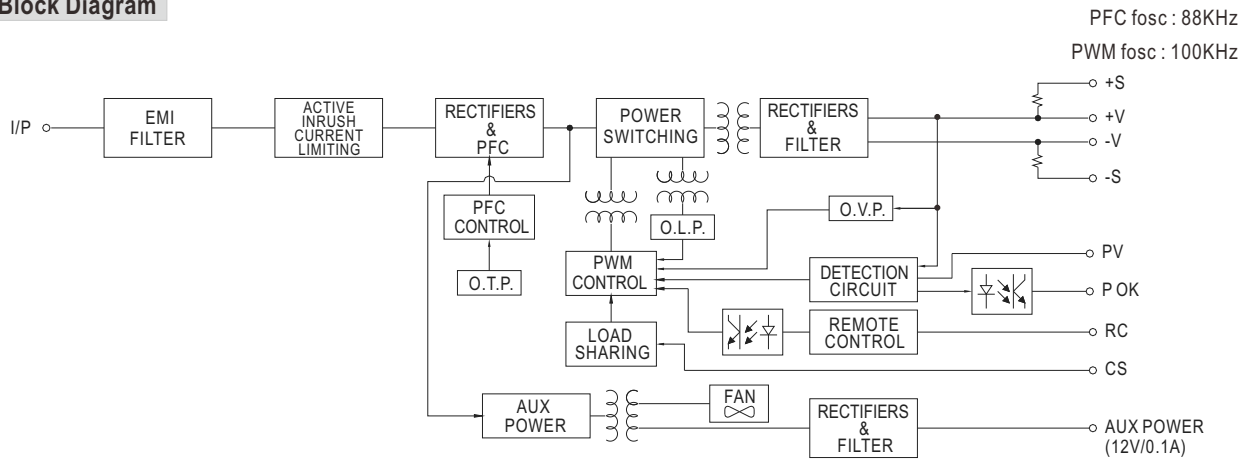 Block Diagram
PFC fosc : 88KHz
PWM fosc : 100KHz
I/P
EMI
FILTER
ACTIVE
INRUSH
CURRENT
LIMITING
RECTIFIERS
&
PFC
POWER
SWITCHING
RECTIFIERS
&
FILTER
+S
+V
-V
-S
PFC
CONTROL
O.T.P.
O.L.P.
O.V.P.
PWM
CONTROL
DETECTION
CIRCUIT
PV
P OK
LOAD
SHARING
REMOTE
CONTROL
RC
CS
AUX
POWER
FAN
RECTIFIERS
&
FILTER
AUX POWER
(12V/0.1A)